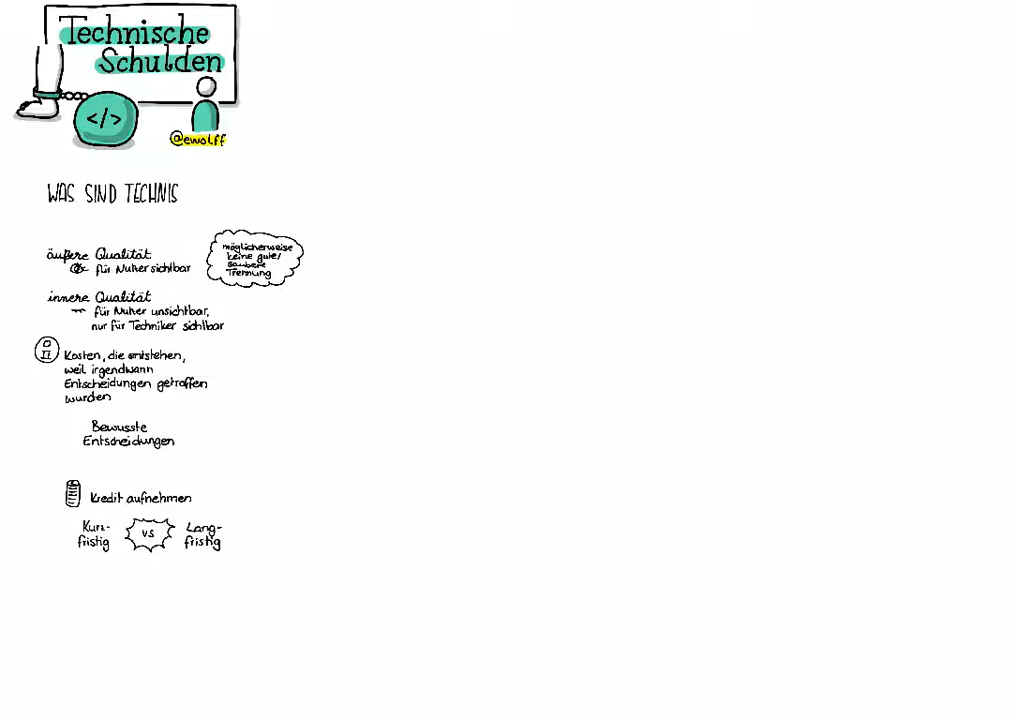 Technische
Schulden
</>
@ewolff
WAS SIND TECHNIS
äußere Qualität
für Nutzer sichtbar
möglicherweise
keine gute/
saubere
Trennung
innere Qualität
für Nutzer unsichtbar,
nur für Techniker sichtbar
Kosten, die entstehen,
weil irgendwann
Entscheidungen getroffen
wurden
Bewusste
Entscheidungen
Kredit aufnehmen
Kurz-
fristig
vs
Lang-
fristig